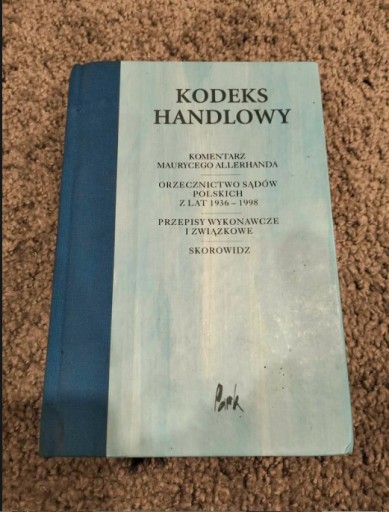 KODEKS
HANDLOWY
KOMENTARZ
MAURYCEGO ALLERHANDA
ORZECZNICTWO SĄDÓW
POLSKICH
Z LAT 1936 – 1998
PRZEPISY WYKONAWCZE
I ZWIĄZKOWE
SKOROWIDZ
Park